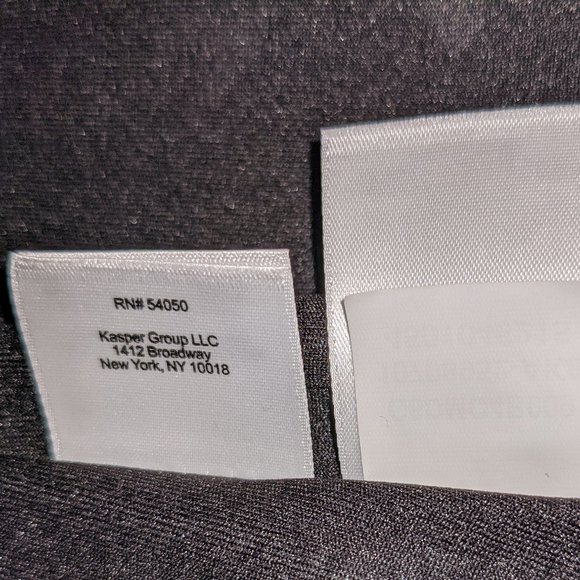 RN# 54050
Kasper Group LLC
1412 Broadway
New York, NY 10018